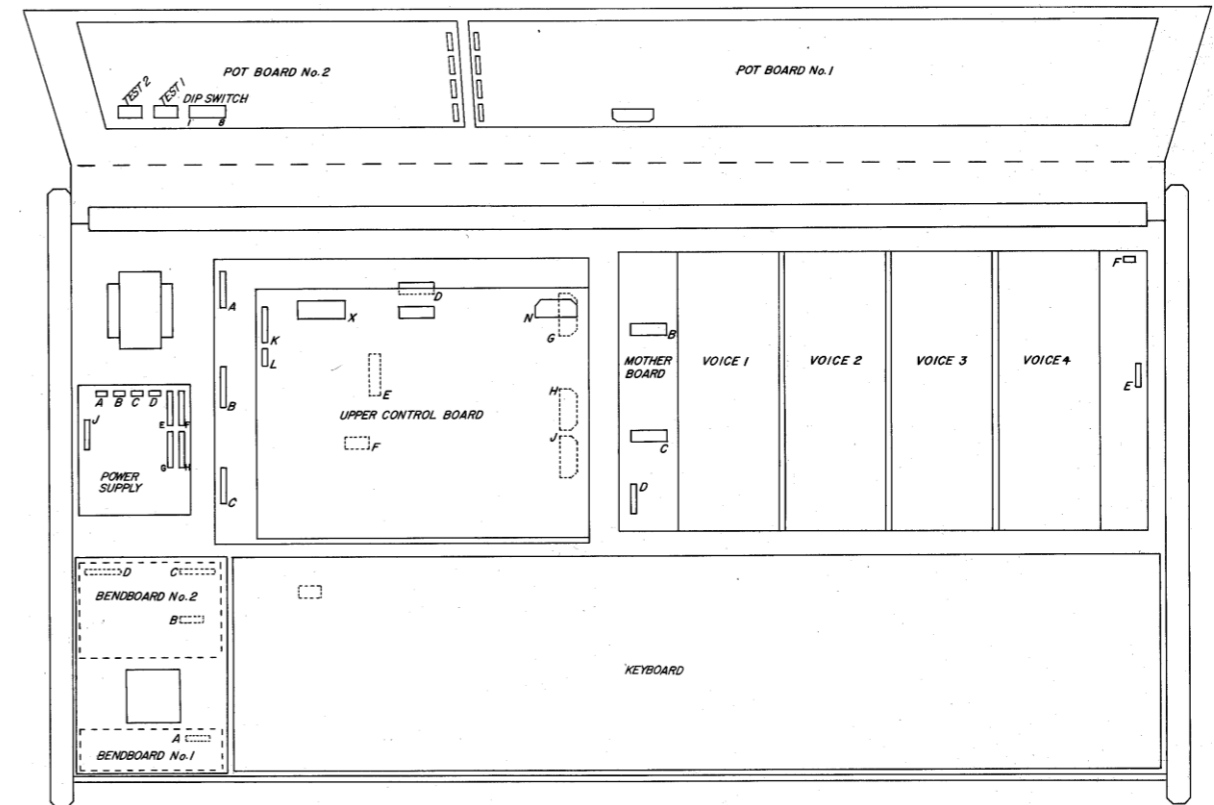 POT BOARD No. 2
POT BOARD No. 1
TEST 2
TEST 1
DIP SWITCH
1 8
A
B
C
K
L
X
D
E
F
N
G
H
J
UPPER CONTROL BOARD
A B C D
J
E F
G H
POWER
SUPPLY
MOTHER
BOARD
B
C
D
VOICE 1
VOICE 2
VOICE 3
VOICE 4
F
E
D
C
BENDBOARD No. 2
B
A
BENDBOARD No. 1
KEYBOARD